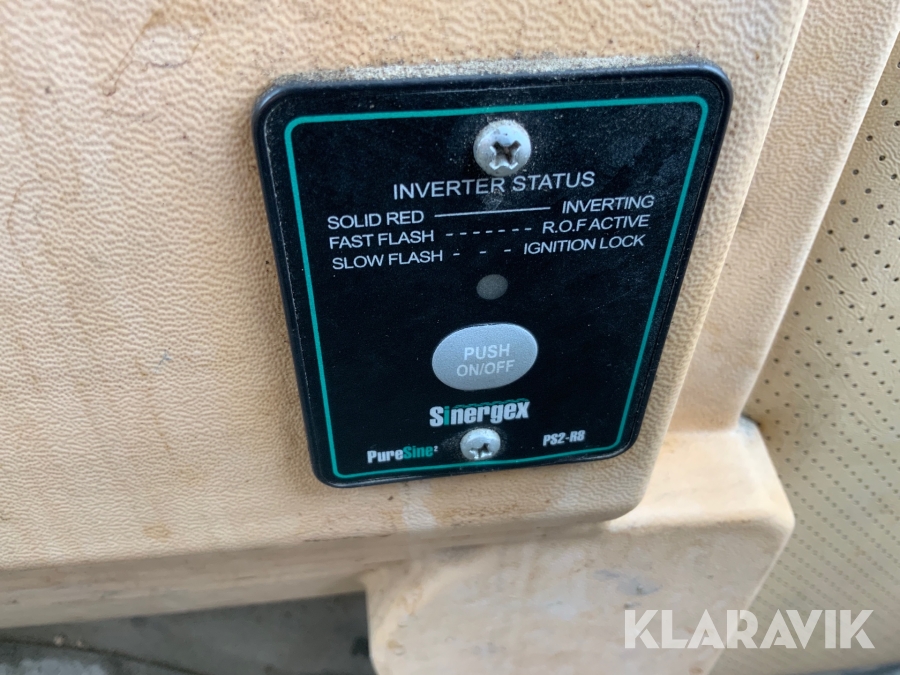 INVERTER STATUS
SOLID RED INVERTING
FAST FLASH ------- R.O.F ACTIVE
SLOW FLASH - - - IGNITION LOCK
PUSH
ON/OFF
Sinergex
PureSine² PS2-R8
KLARAVIK